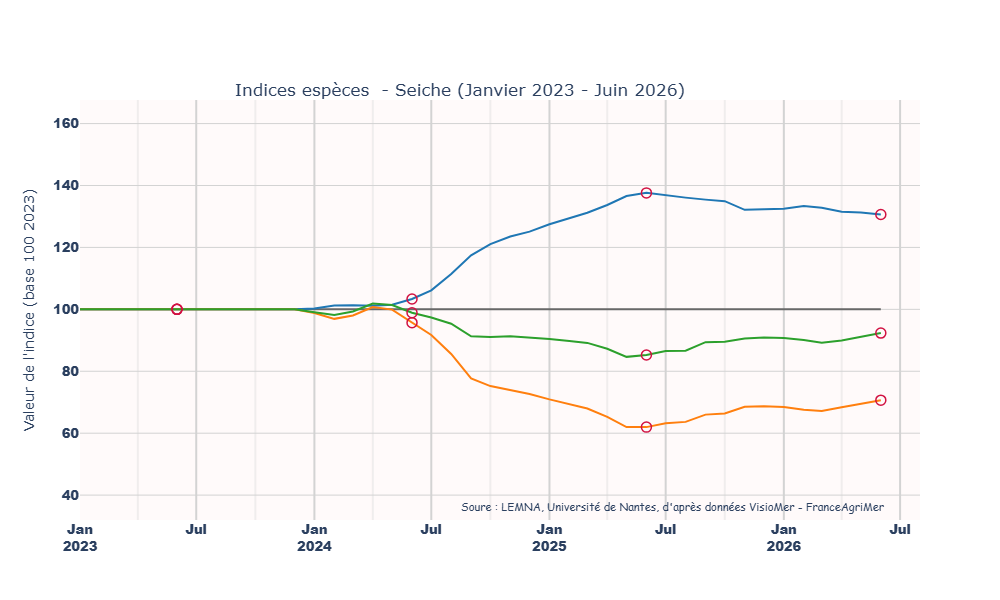 Indices espèces - Seiche (Janvier 2023 - Juin 2026)
Valeur de l'indice (base 100 2023)
160
140
120
100
80
60
40
Soure : LEMNA, Université de Nantes, d'après données VisioMer - FranceAgriMer
Jan Jul Jan Jul Jan Jul Jan Jul
2023 2024 2025 2026